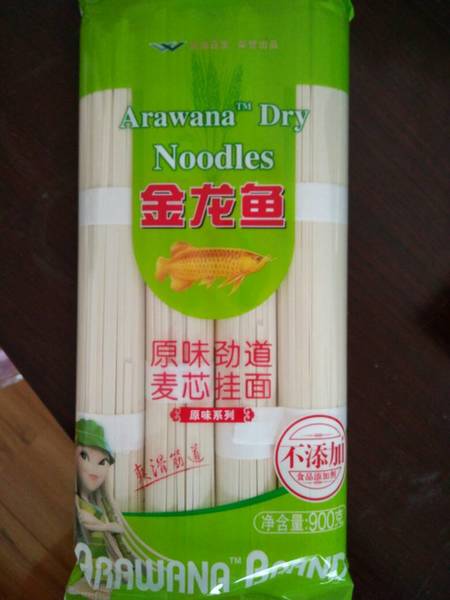 Arawana™ Dry
Noodles
金龙鱼
原味劲道
麦芯挂面
原味系列
爽滑筋道
不添加
食品添加剂
净含量:900克
ARAWANA™ BRAND